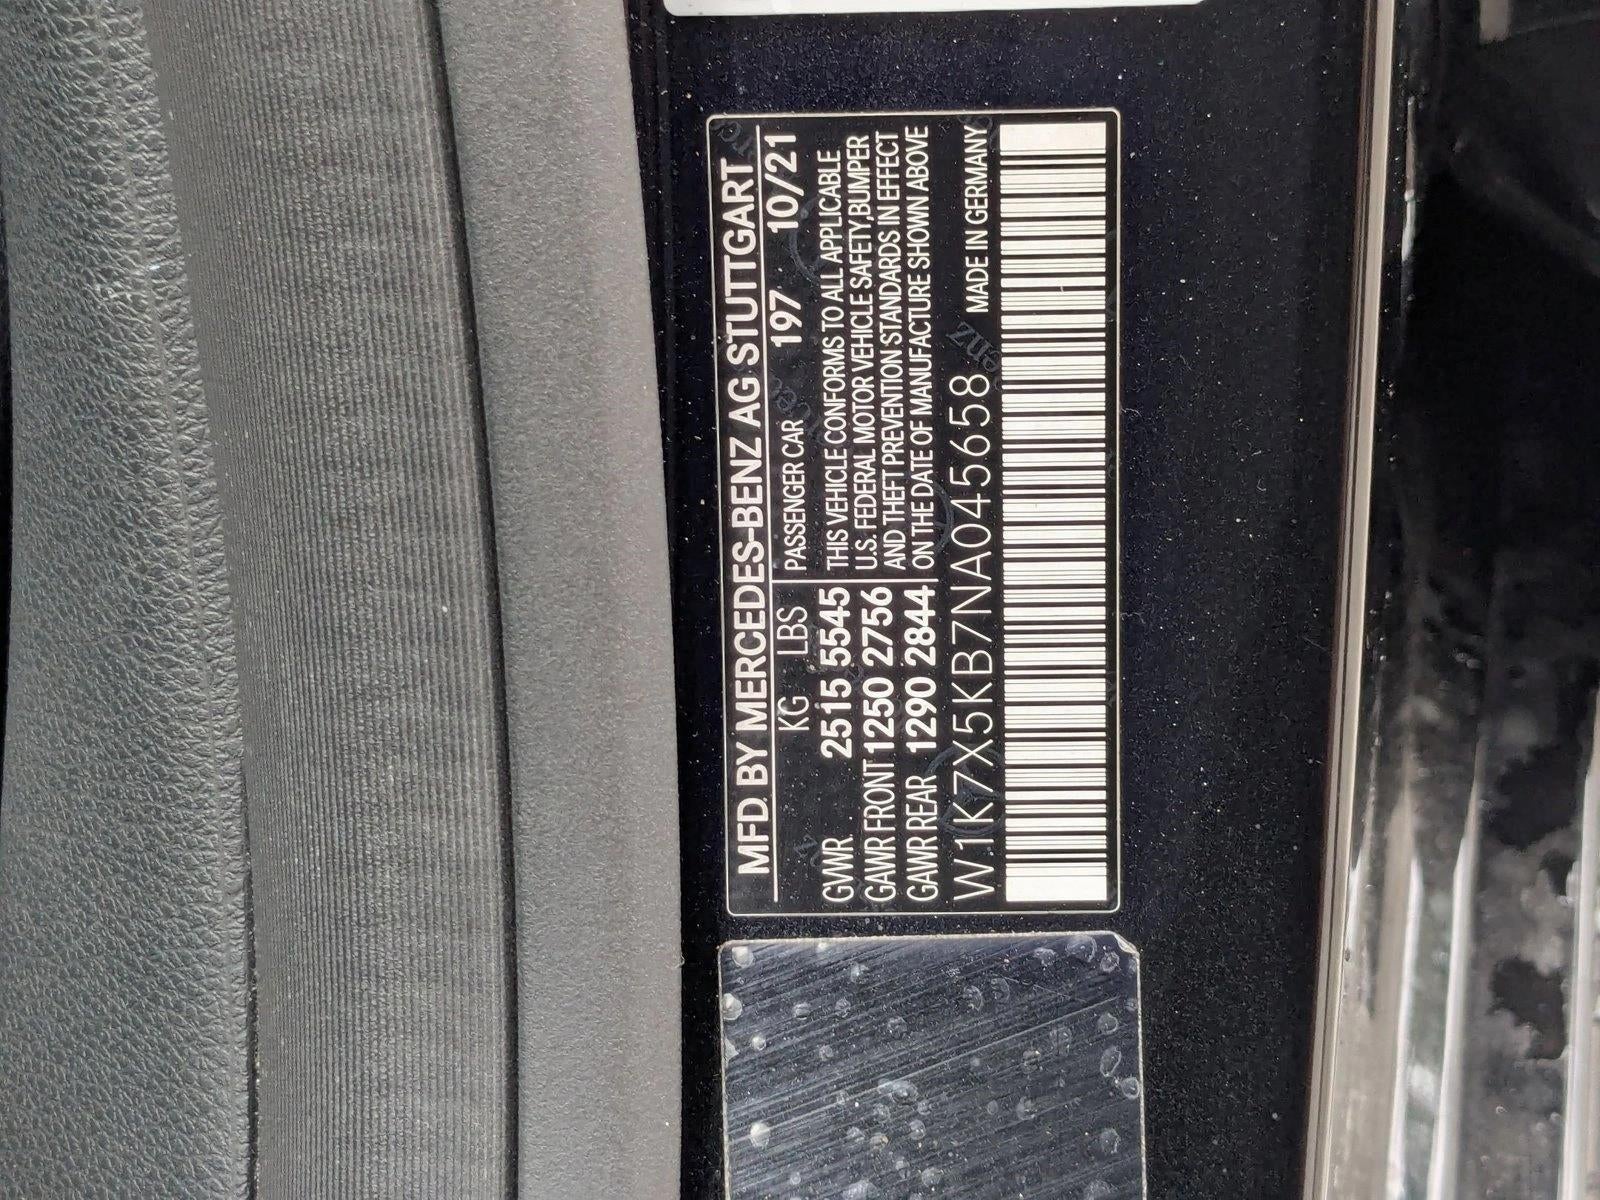 MFD BY MERCEDES-BENZ AG STUTTGART
KG LBS PASSENGER CAR 197 10/21
GVWR 2515 5545 THIS VEHICLE CONFORMS TO ALL APPLICABLE
GAWR FRONT 1250 2756 U.S. FEDERAL MOTOR VEHICLE SAFETY,BUMPER
AND THEFT PREVENTION STANDARDS IN EFFECT
GAWR REAR 1290 2844 ON THE DATE OF MANUFACTURE SHOWN ABOVE
W1K7X5KB7NA045658 MADE IN GERMANY